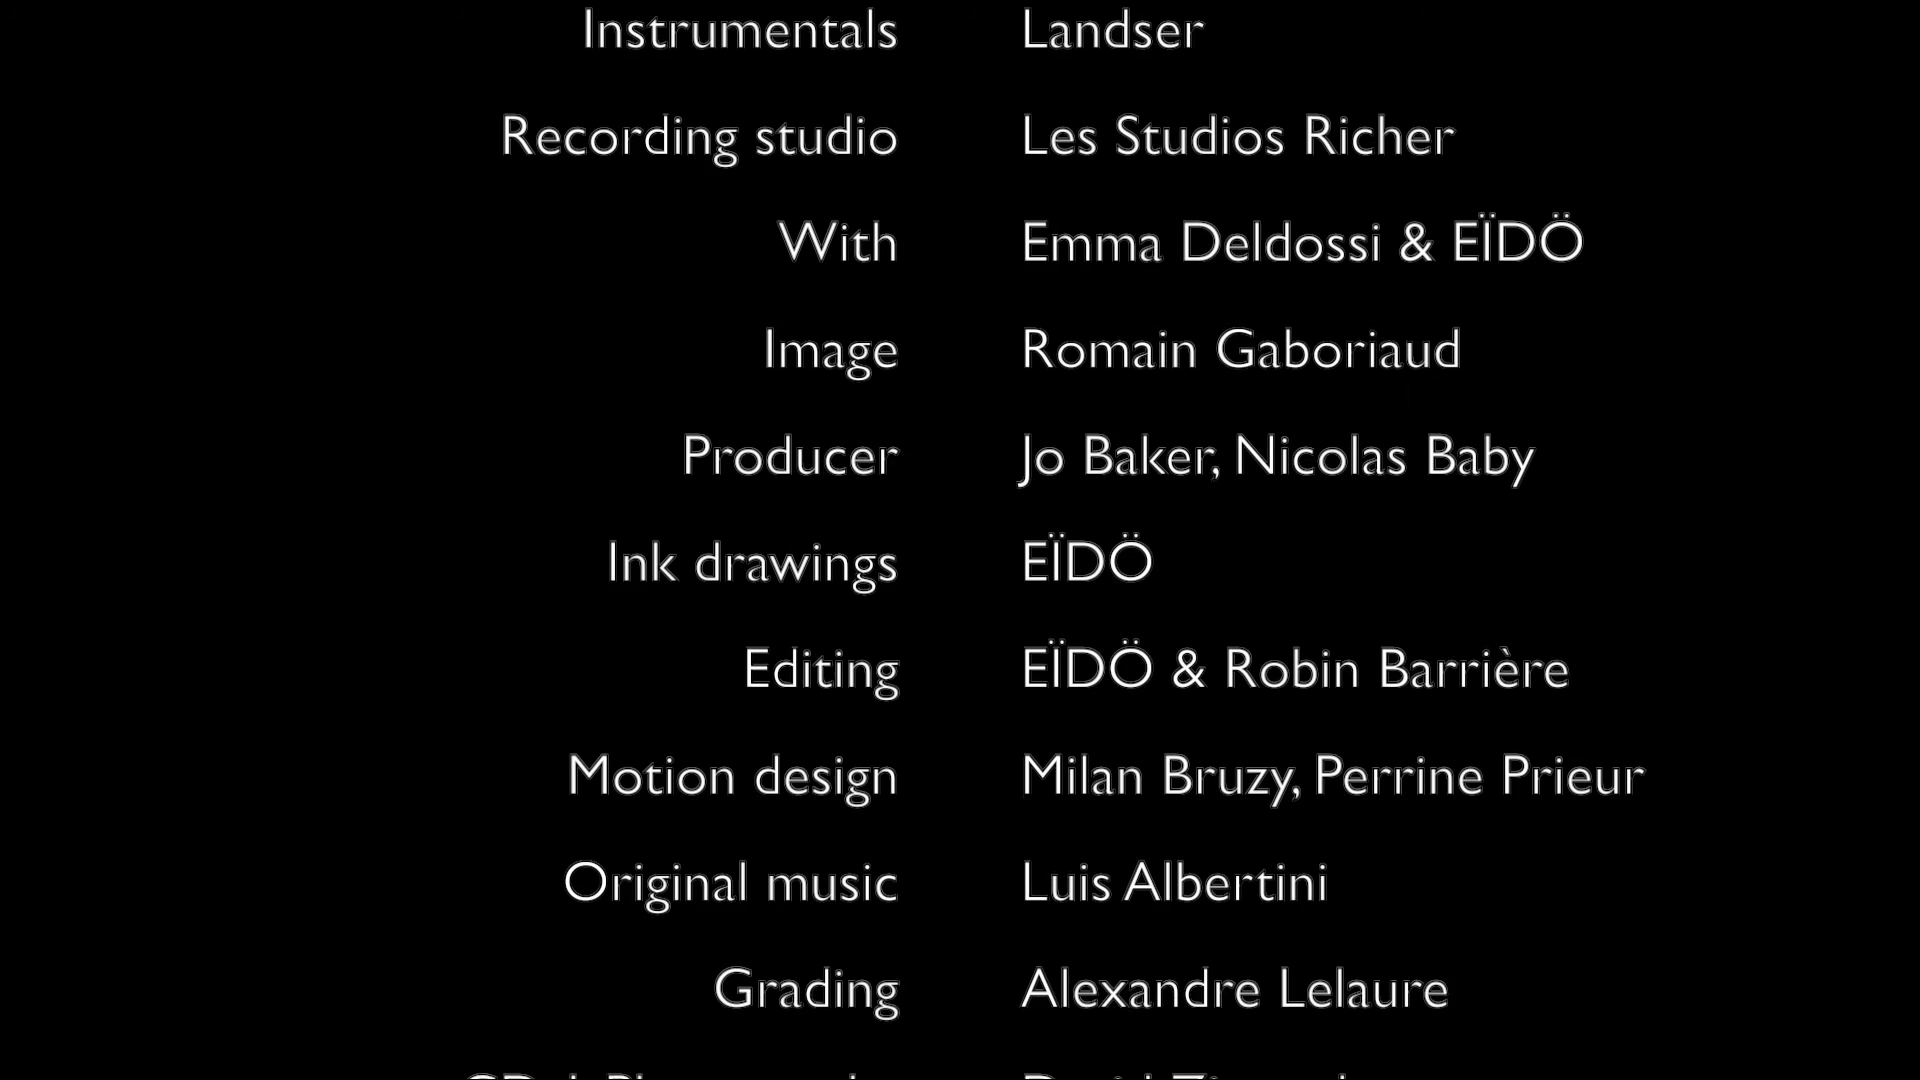 Instrumentals Landser
Recording studio Les Studios Richer
With Emma Deldossi & EÏDÖ
Image Romain Gaboriaud
Producer Jo Baker, Nicolas Baby
Ink drawings EÏDÖ
Editing EÏDÖ & Robin Barrière
Motion design Milan Bruzy, Perrine Prieur
Original music Luis Albertini
Grading Alexandre Lelaure